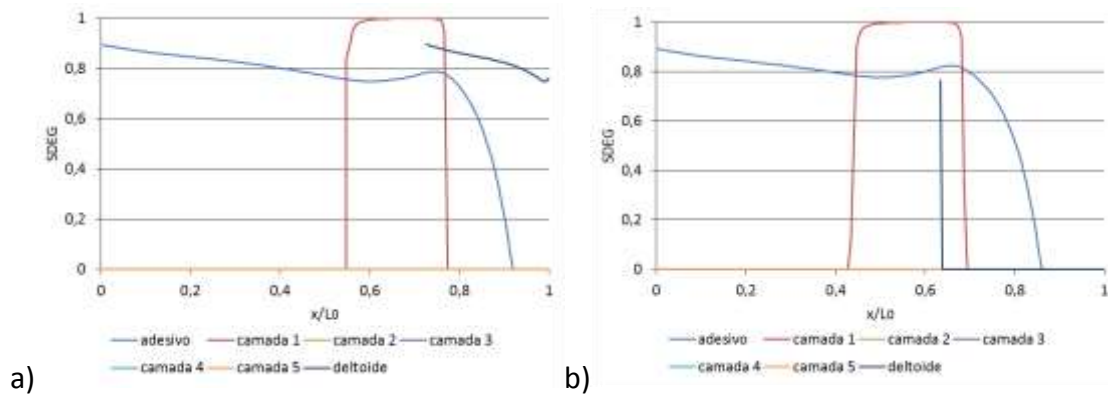 1
0,8
0,6
0,4
0,2
0
SDEG
0 0,2 0,4 0,6 0,8 1
x/L0
adesivo camada 1 camada 2 camada 3
camada 4 camada 5 deltoide
a)
1
0,8
0,6
0,4
0,2
0
SDEG
0 0,2 0,4 0,6 0,8 1
x/L0
adesivo camada 1 camada 2 camada 3
camada 4 camada 5 deltoide
b)